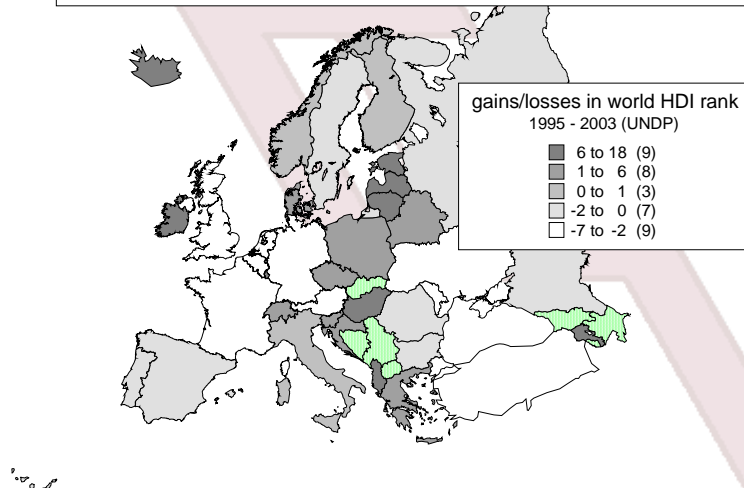 gains/losses in world HDI rank
1995 - 2003 (UNDP)
6 to 18 (9)
1 to 6 (8)
0 to 1 (3)
-2 to 0 (7)
-7 to -2 (9)